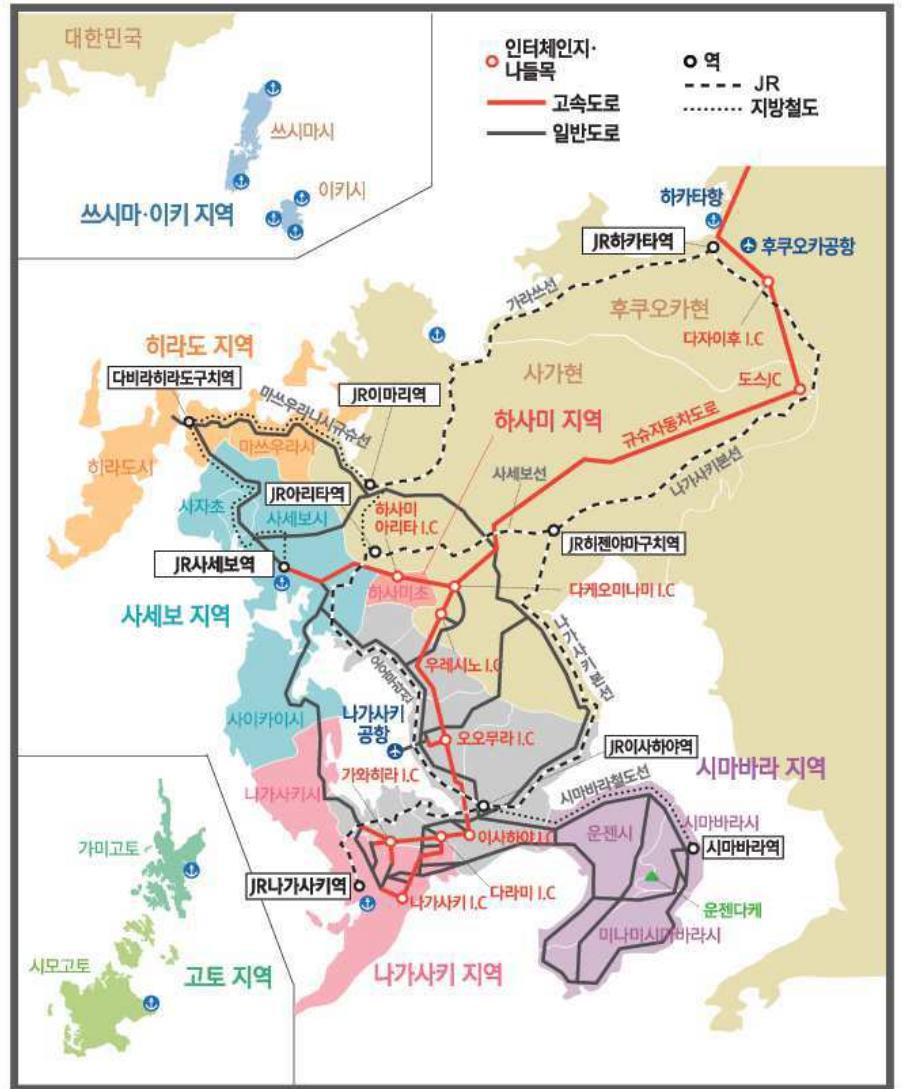 대한민국
쓰시마시
이키시
쓰시마·이키 지역
인터체인지·
나들목
고속도로
일반도로
역
JR
지방철도
하카타항
JR하카타역
후쿠오카공항
가라쓰선
후쿠오카현
다자이후 I.C
사가현
도스JC
히라도 지역
다비라히라도구치역
마쓰우라니시규슈선
JR이마리역
하사미 지역
규슈자동차도로
나가사키본선
마쓰우라시
히라도시
사세보선
JR아리타역
하사미
아리타 I.C
시자초
사세보시
JR히젠야마구치역
JR사세보역
하사미초
다케오미나미 I.C
사세보 지역
우레시노 I.C
나가사키본선
사이카이시
나가사키
공항
오오무라 I.C
가와히라 I.C
JR이사하야역
시마바라 지역
시마바라철도선
나가사키시
이사하야 I.C
운젠시
시마바라시
시마바라역
가미고토
JR나가사키역
다라미 I.C
나가사키 I.C
운젠다케
미나미시마바라시
시모고토
고토 지역
나가사키 지역